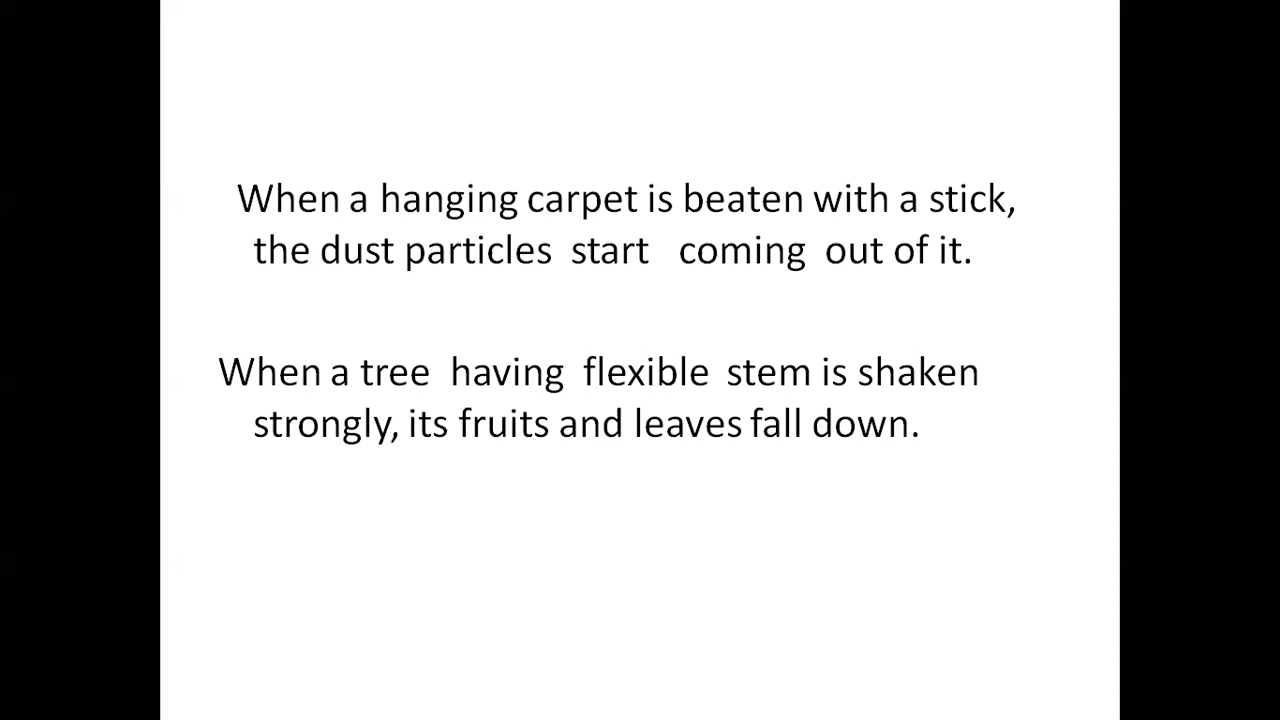 When a hanging carpet is beaten with a stick,
the dust particles start coming out of it.
When a tree having flexible stem is shaken
strongly, its fruits and leaves fall down.